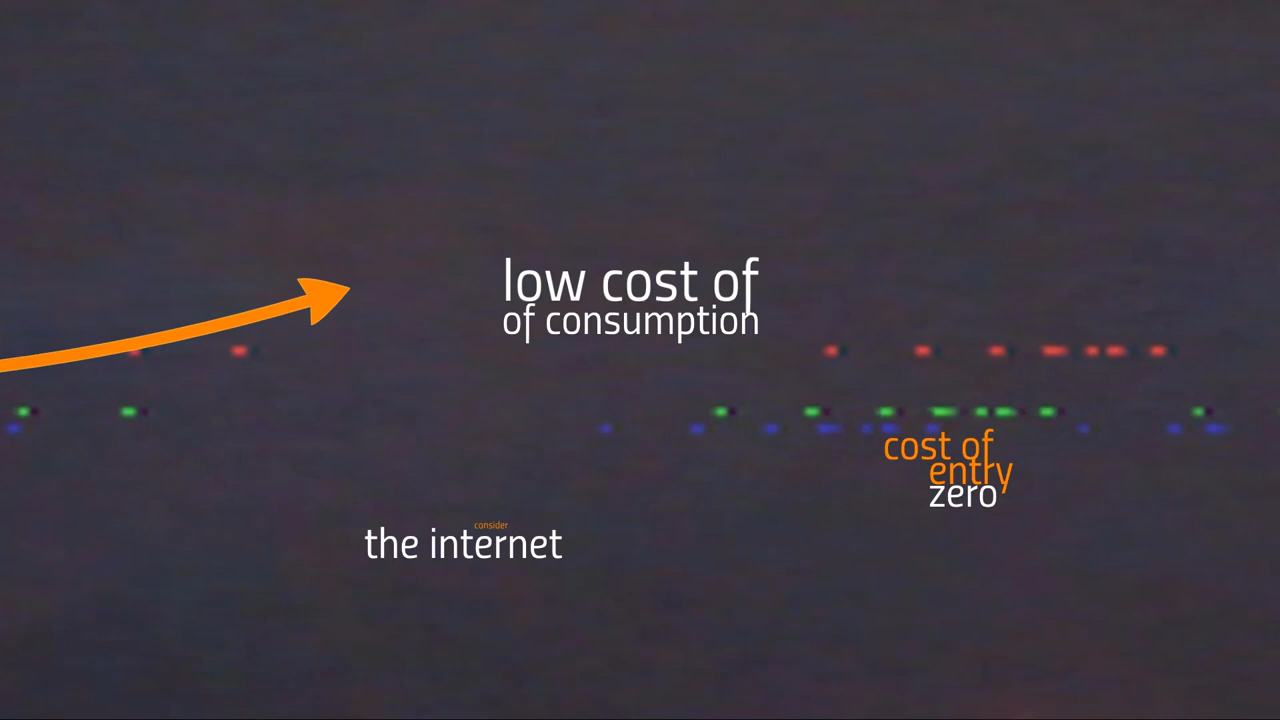 low cost of
of consumption
cost of
entry
zero
consider
the internet